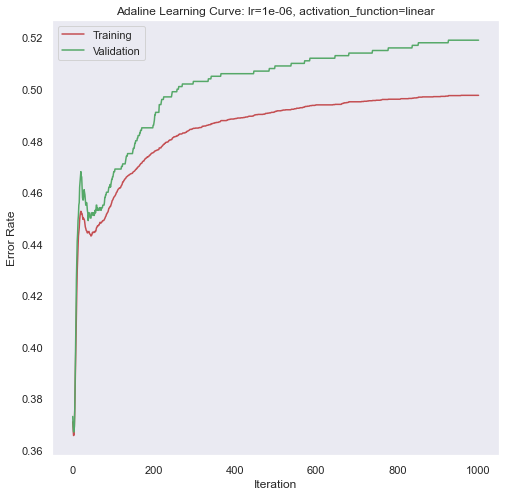 Adaline Learning Curve: lr=1e-06, activation_function=linear
Training
Validation
0.52
0.50
0.48
0.46
0.44
0.42
0.40
0.38
0.36
Error Rate
0 200 400 600 800 1000
Iteration